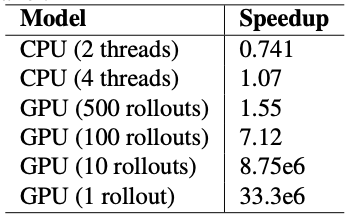 Model Speedup
CPU (2 threads) 0.741
CPU (4 threads) 1.07
GPU (500 rollouts) 1.55
GPU (100 rollouts) 7.12
GPU (10 rollouts) 8.75e6
GPU (1 rollout) 33.3e6